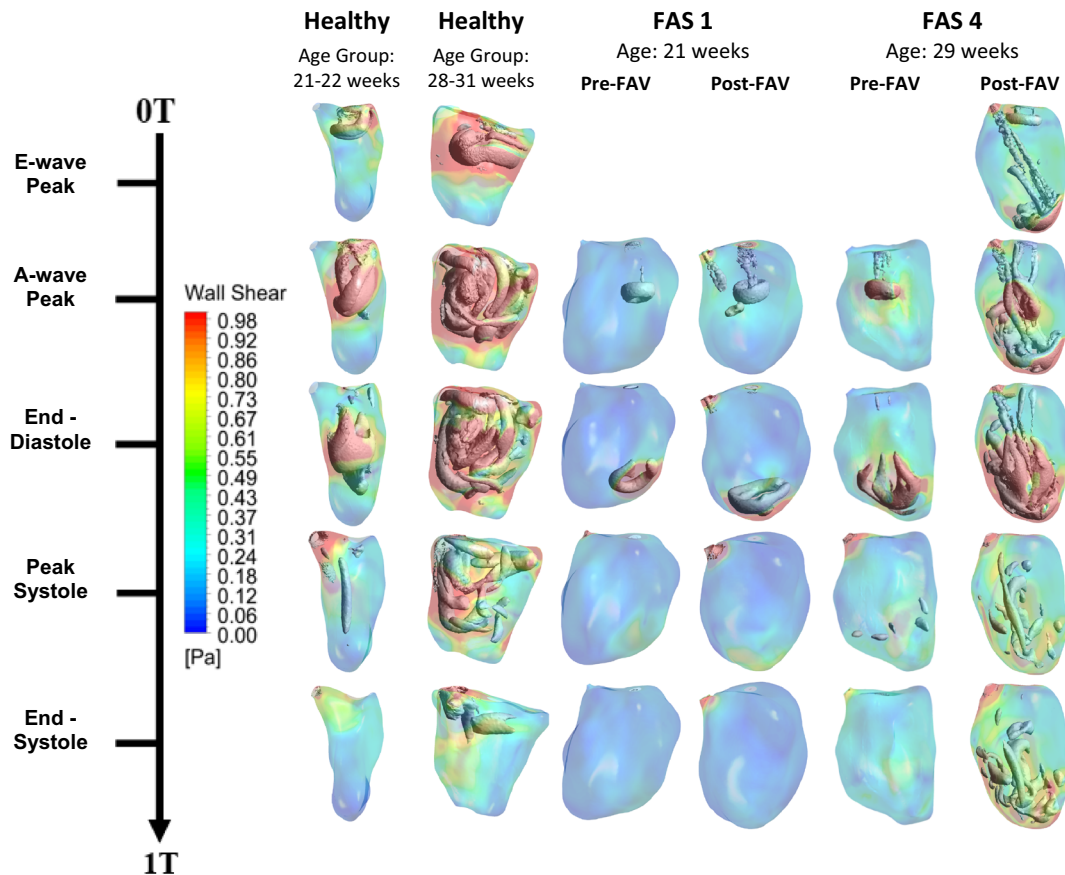 Healthy
Age Group:
21-22 weeks
Healthy
Age Group:
28-31 weeks
FAS 1
Age: 21 weeks
Pre-FAV
Post-FAV
FAS 4
Age: 29 weeks
Pre-FAV
Post-FAV
0T
E-wave
Peak
A-wave
Peak
End -
Diastole
Peak
Systole
End -
Systole
1T
Wall Shear
0.98
0.92
0.86
0.80
0.73
0.67
0.61
0.55
0.49
0.43
0.37
0.31
0.24
0.18
0.12
0.06
0.00
[Pa]